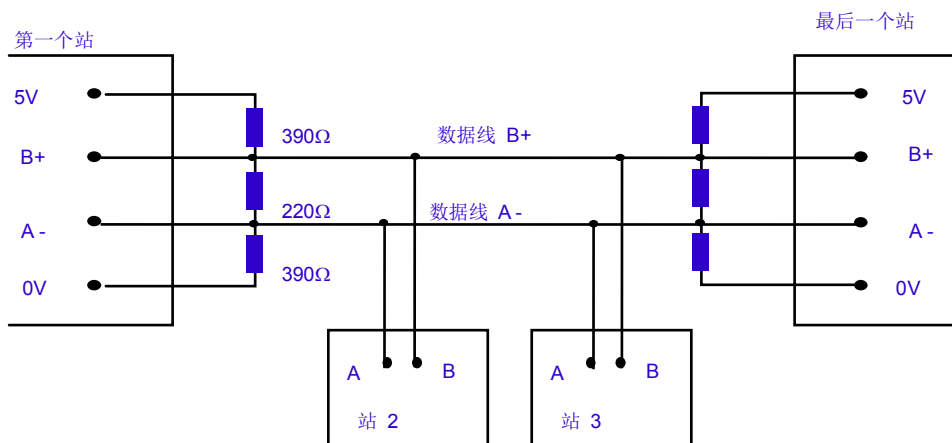 最后一个站
第一个站
5V
5V
390Ω
数据线 B+
B+
B+
220Ω
数据线 A -
A -
A -
390Ω
0V
0V
A
B
A
B
站 2
站 3